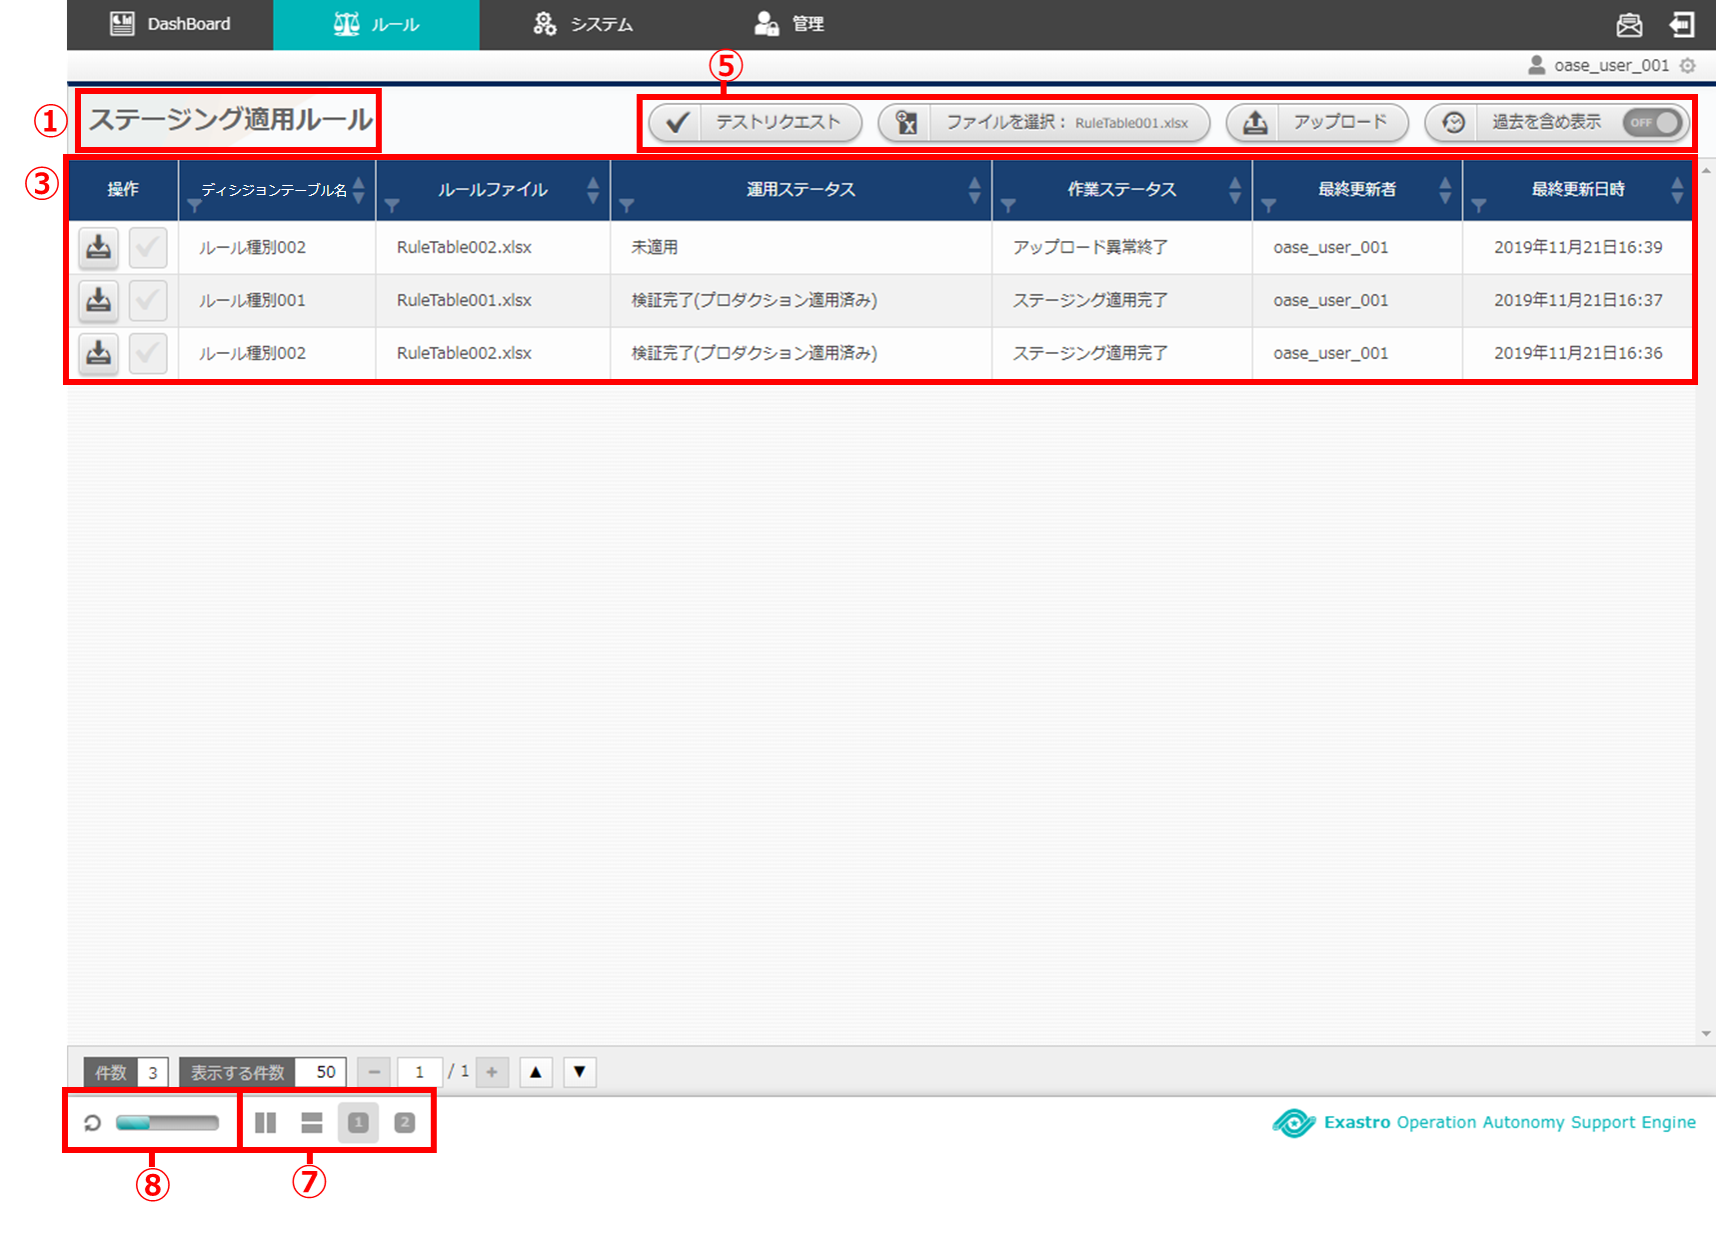 DashBoard ルール システム 管理
oase_user_001
⑤
① ステージング適用ルール テストリクエスト ファイルを選択： RuleTable001.xlsx アップロード 過去を含め表示 OFF
③ 操作 ディシジョンテーブル名 ルールファイル 運用ステータス 作業ステータス 最終更新者 最終更新日時
ルール種別002 RuleTable002.xlsx 未適用 アップロード異常終了 oase_user_001 2019年11月21日16:39
ルール種別001 RuleTable001.xlsx 検証完了(プロダクション適用済み) ステージング適用完了 oase_user_001 2019年11月21日16:37
ルール種別002 RuleTable002.xlsx 検証完了(プロダクション適用済み) ステージング適用完了 oase_user_001 2019年11月21日16:36
件数 3 表示する件数 50 − 1 / 1 + ▲ ▼
1 2 Exastro Operation Autonomy Support Engine
⑧ ⑦